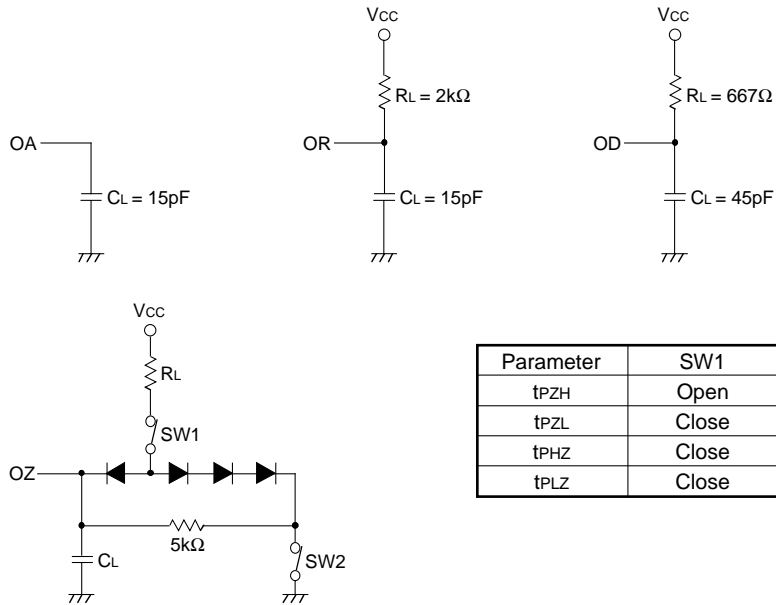 VCC
VCC
RL = 2kΩ
RL = 667Ω
OA
OR
OD
CL = 15pF
CL = 15pF
CL = 45pF
VCC
RL
SW1
OZ
5kΩ
CL
SW2
Parameter SW1
tPZH Open
tPZL Close
tPHZ Close
tPLZ Close